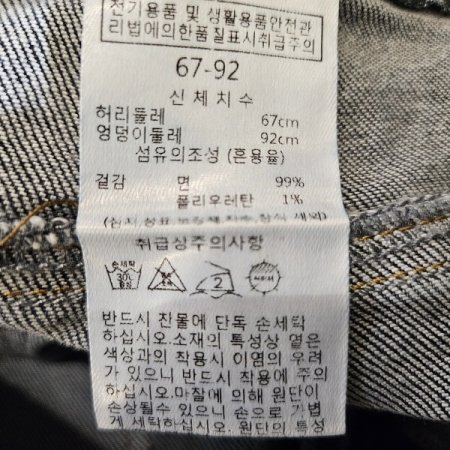 전기용품 및 생활용품안전관
리법에의한품질표시취급주의
67-92
신체치수
허리둘레 67cm
엉덩이둘레 92cm
섬유의조성 (혼용율)
겉감 면 99%
폴리우레탄 1%
취급상주의사항
손세탁
30℃
중성
2
반드시 찬물에 단독 손세탁
하십시오.소재의 특성상 옅은
색상과의 착용시 이염의 우려
가 있으니 반드시 착용에 주의
하십시오.마찰에 의해 원단이
손상될수 있으니 손으로 가볍
게 세탁하십시오. 원단의 특성